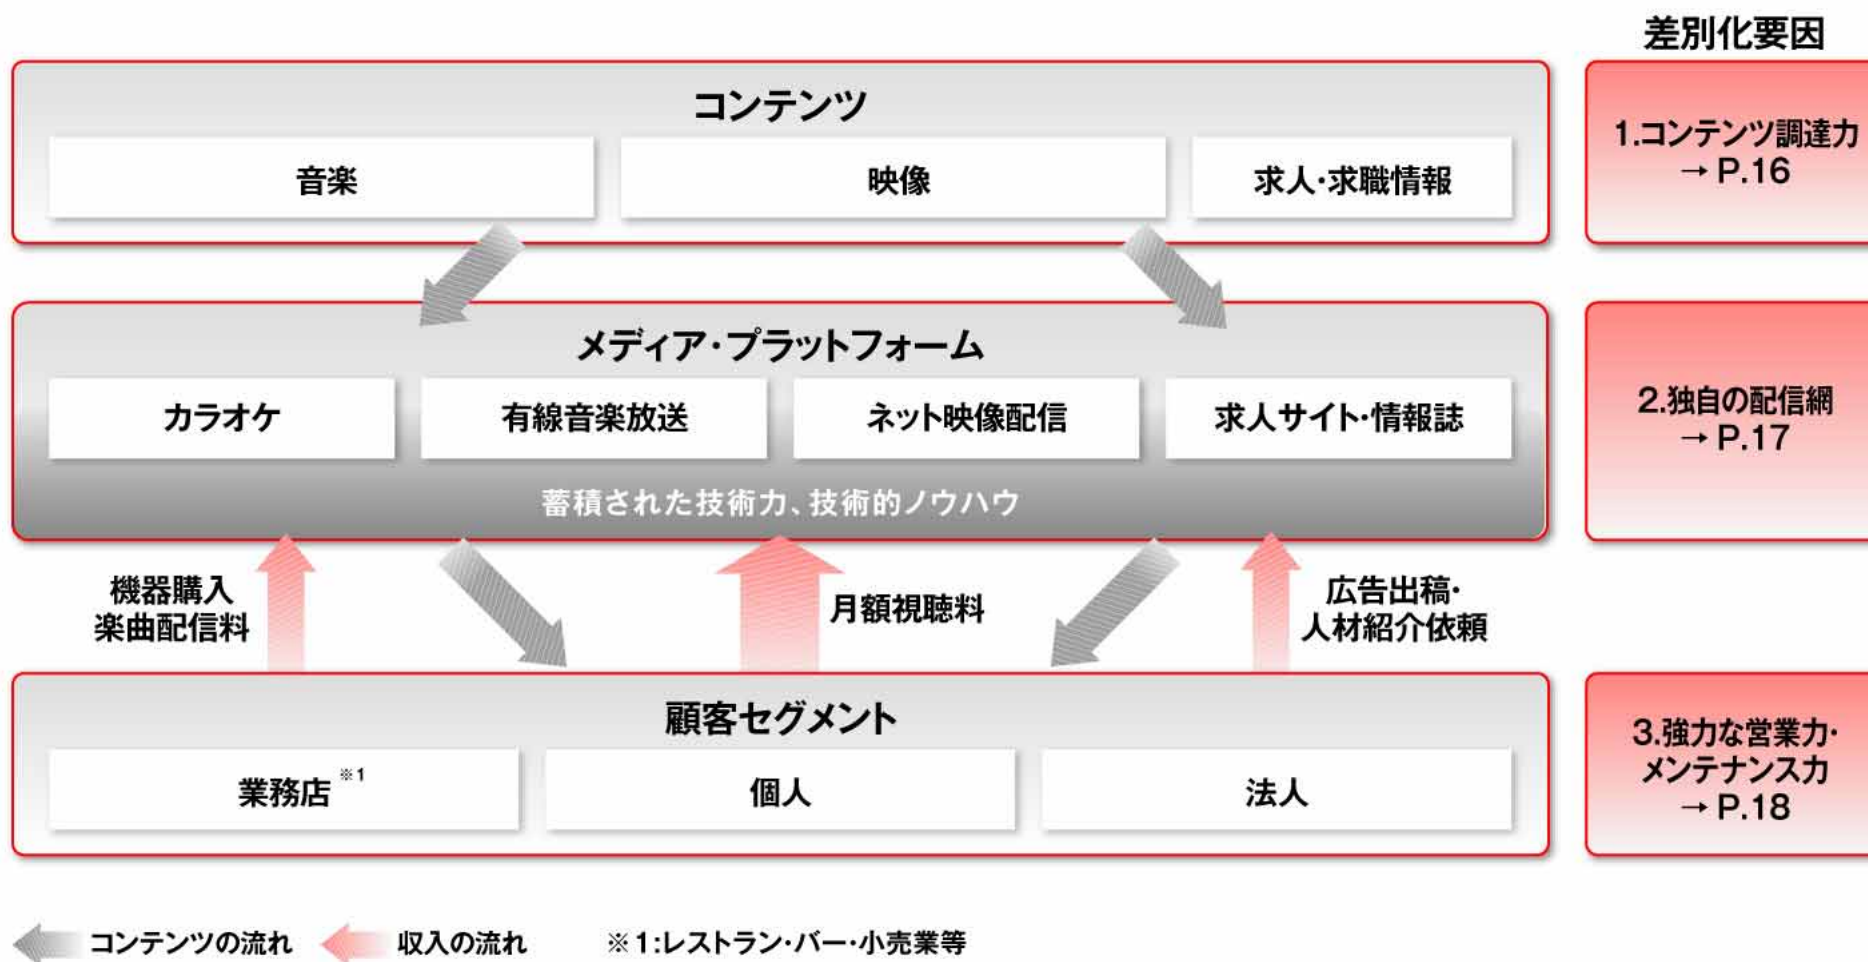 差別化要因
コンテンツ
音楽
映像
求人・求職情報
1.コンテンツ調達力
→ P.16
メディア・プラットフォーム
カラオケ
有線音楽放送
ネット映像配信
求人サイト・情報誌
蓄積された技術力、技術的ノウハウ
2.独自の配信網
→ P.17
機器購入
楽曲配信料
月額視聴料
広告出稿・
人材紹介依頼
顧客セグメント
業務店※1
個人
法人
3.強力な営業力・
メンテナンス力
→ P.18
コンテンツの流れ
収入の流れ
※1:レストラン・バー・小売業等